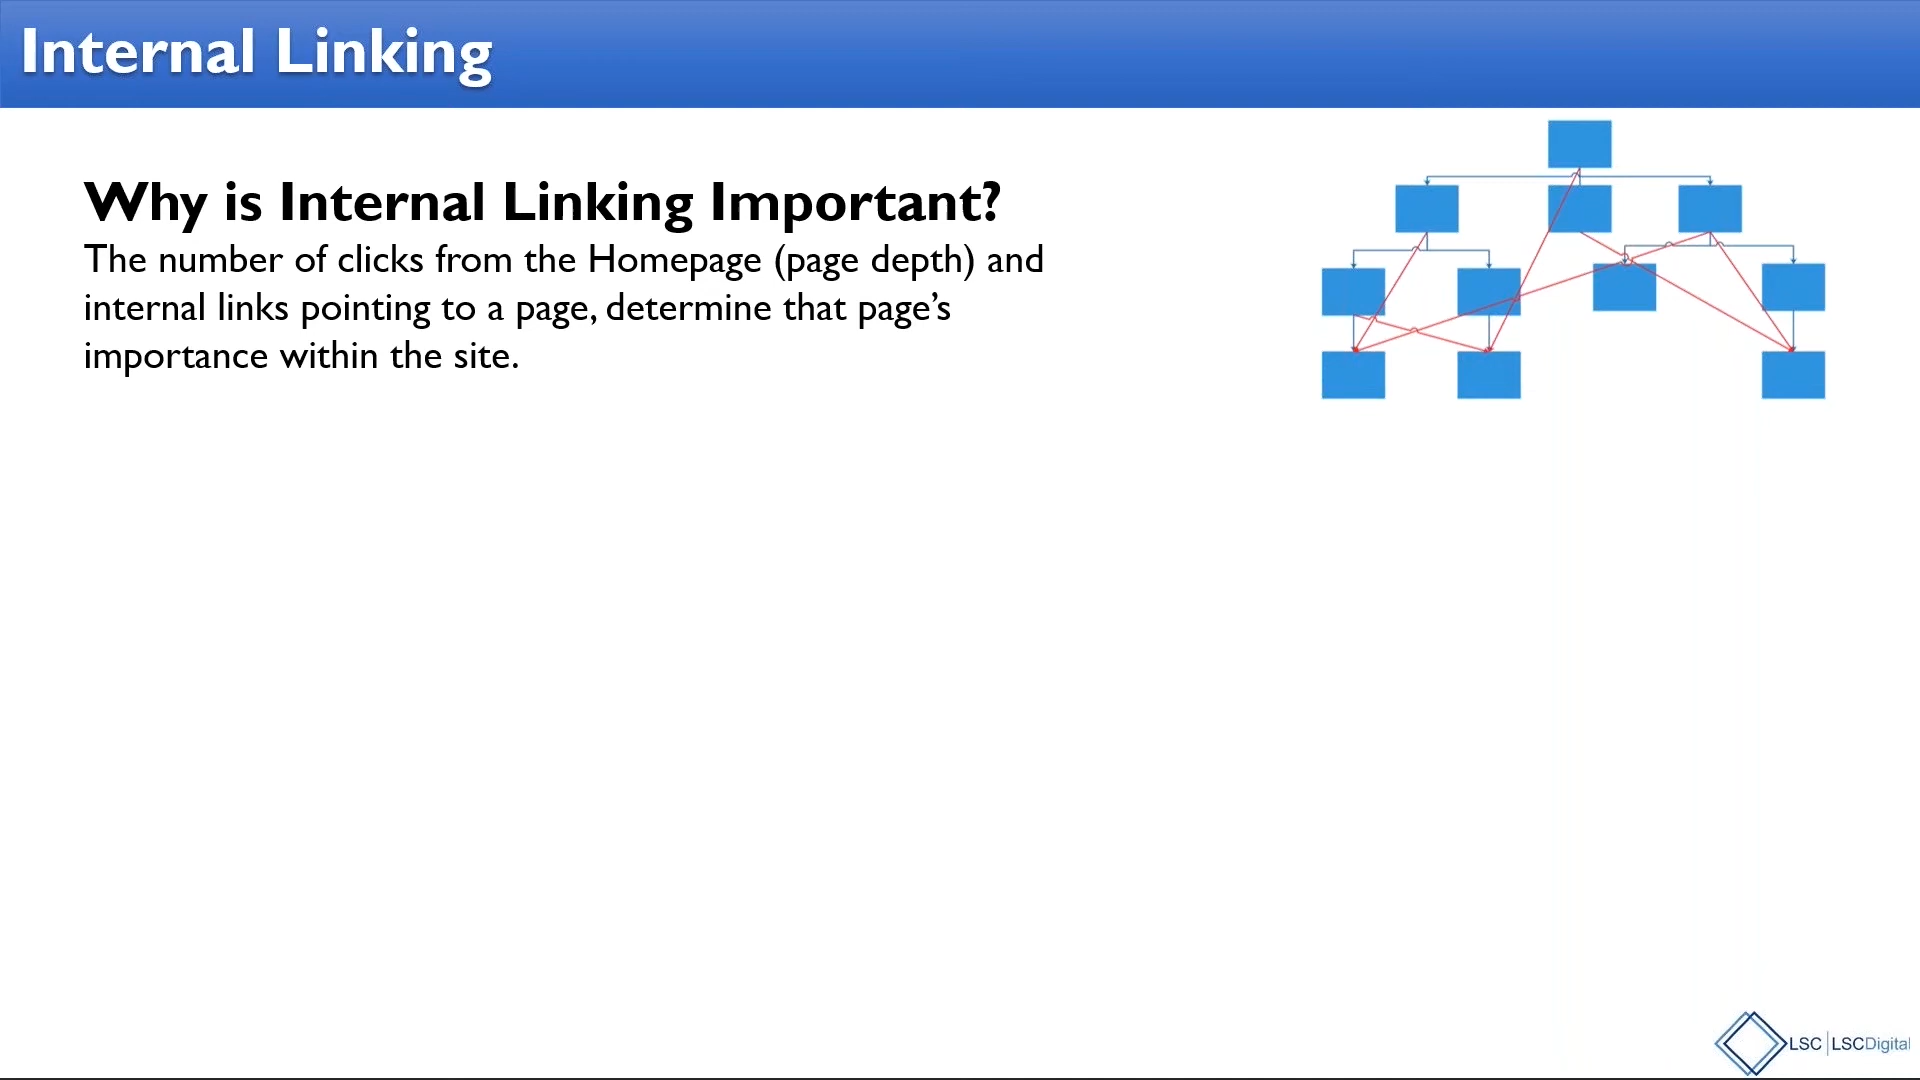 Internal Linking
Why is Internal Linking Important?
The number of clicks from the Homepage (page depth) and
internal links pointing to a page, determine that page’s
importance within the site.
LSC | LSCDigital